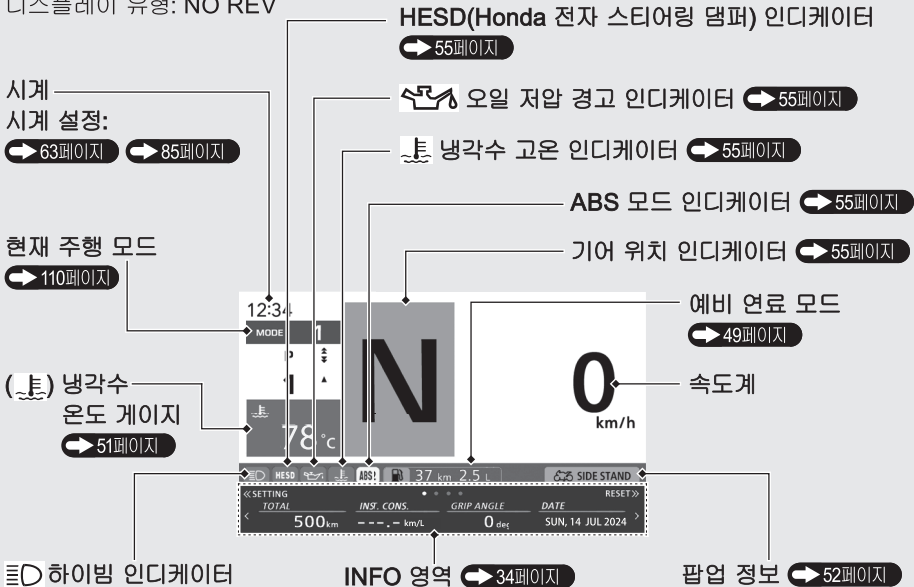 디스플레이 유형: NO REV
HESD(Honda 전자 스티어링 댐퍼) 인디케이터
55페이지
시계
시계 설정:
63페이지 85페이지
오일 저압 경고 인디케이터 55페이지
냉각수 고온 인디케이터 55페이지
ABS 모드 인디케이터 55페이지
현재 주행 모드
110페이지
기어 위치 인디케이터 55페이지
예비 연료 모드
49페이지
( ) 냉각수
온도 게이지
51페이지
속도계
12:34
MODE 1
P
1
78°c
N
0
km/h
HESD ABS! 37 km 2.5 L SIDE STAND
«SETTING RESET»
TOTAL INST. CONS. GRIP ANGLE DATE
500km ---.- km/L 0 deg SUN, 14 JUL 2024
하이빔 인디케이터
INFO 영역 34페이지
팝업 정보 52페이지